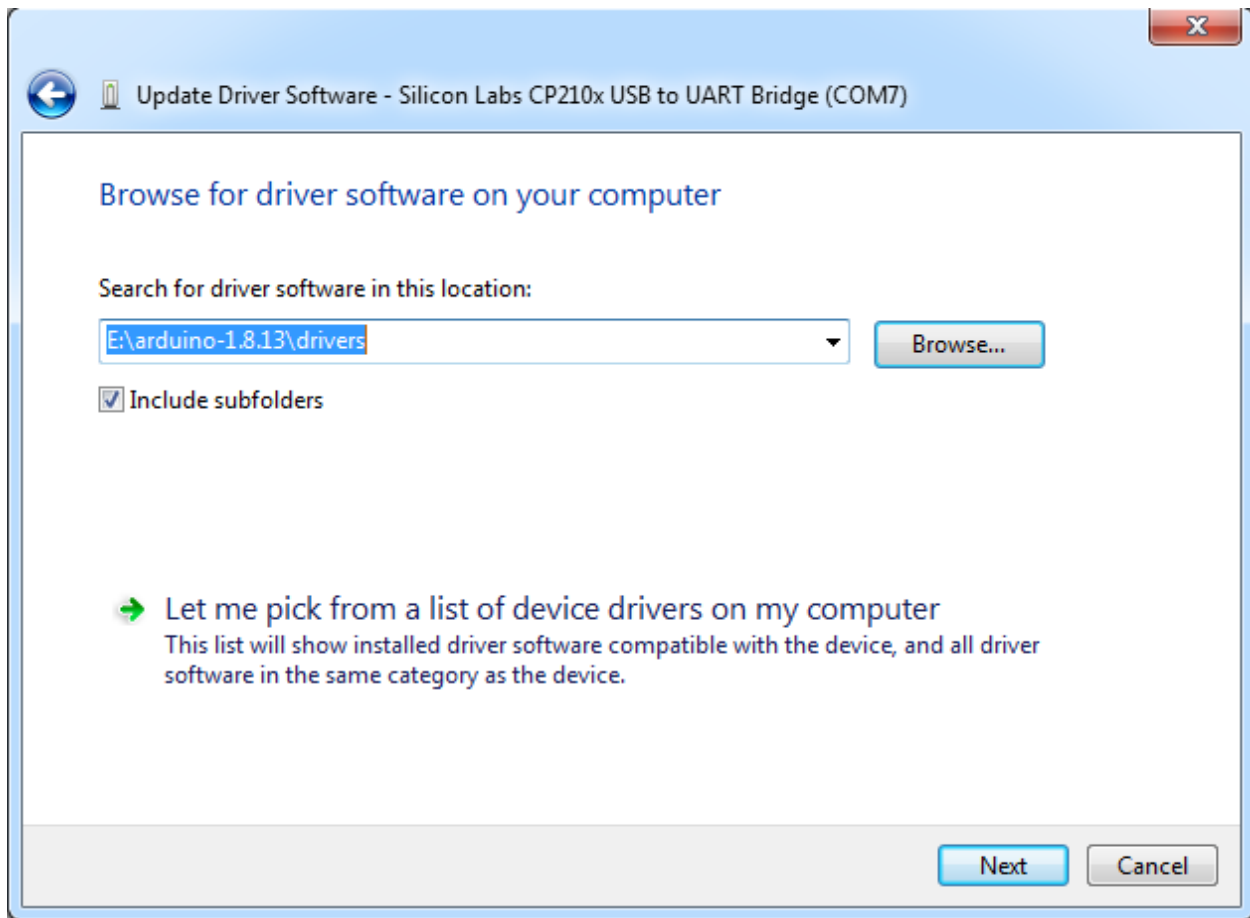 Update Driver Software - Silicon Labs CP210x USB to UART Bridge (COM7)
Browse for driver software on your computer
Search for driver software in this location:
E:\arduino-1.8.13\drivers
Browse...
Include subfolders
Let me pick from a list of device drivers on my computer
This list will show installed driver software compatible with the device, and all driver
software in the same category as the device.
Next
Cancel